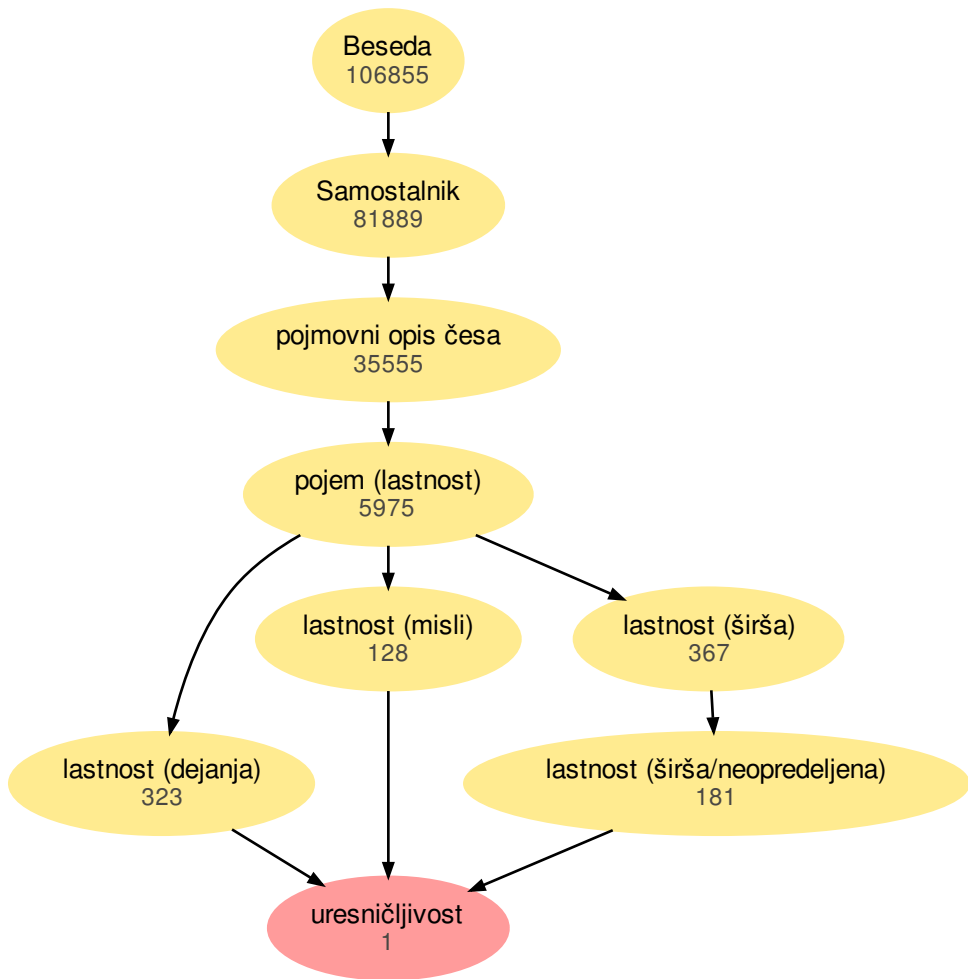 Beseda
106855
Samostalnik
81889
pojmovni opis česa
35555
pojem (lastnost)
5975
lastnost (misli)
128
lastnost (širša)
367
lastnost (dejanja)
323
lastnost (širša/neopredeljena)
181
uresničljivost
1